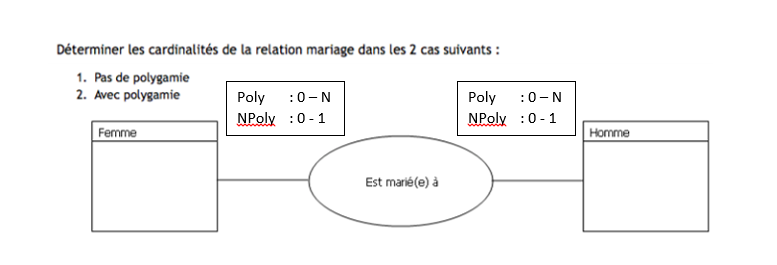 Déterminer les cardinalités de la relation mariage dans les 2 cas suivants :
1. Pas de polygamie
2. Avec polygamie
Poly : 0 – N
NPoly : 0 - 1
Poly : 0 – N
NPoly : 0 - 1
Femme
Est marié(e) à
Homme